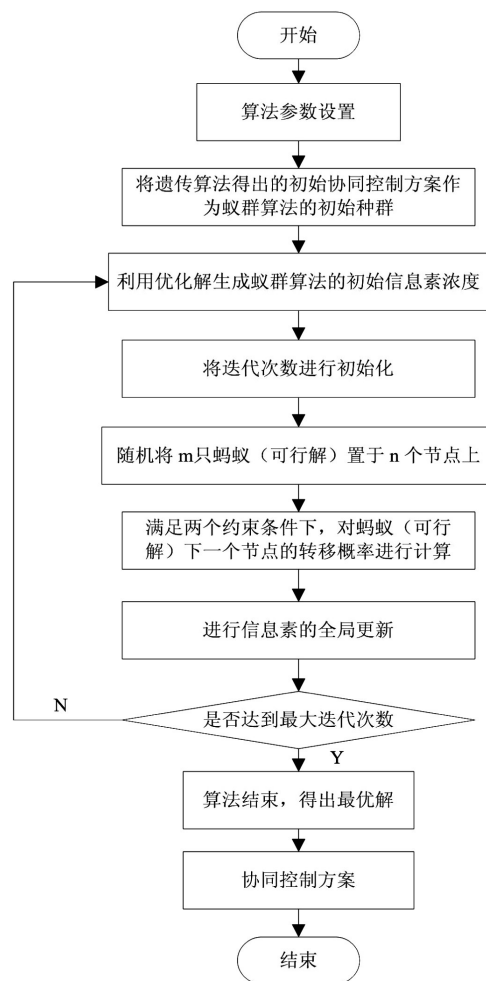 开始
算法参数设置
将遗传算法得出的初始协同控制方案作
为蚁群算法的初始种群
利用优化解生成蚁群算法的初始信息素浓度
将迭代次数进行初始化
随机将 m只蚂蚁（可行解）置于 n 个节点上
满足两个约束条件下，对蚂蚁（可行
解）下一个节点的转移概率进行计算
进行信息素的全局更新
是否达到最大迭代次数
N
Y
算法结束，得出最优解
协同控制方案
结束